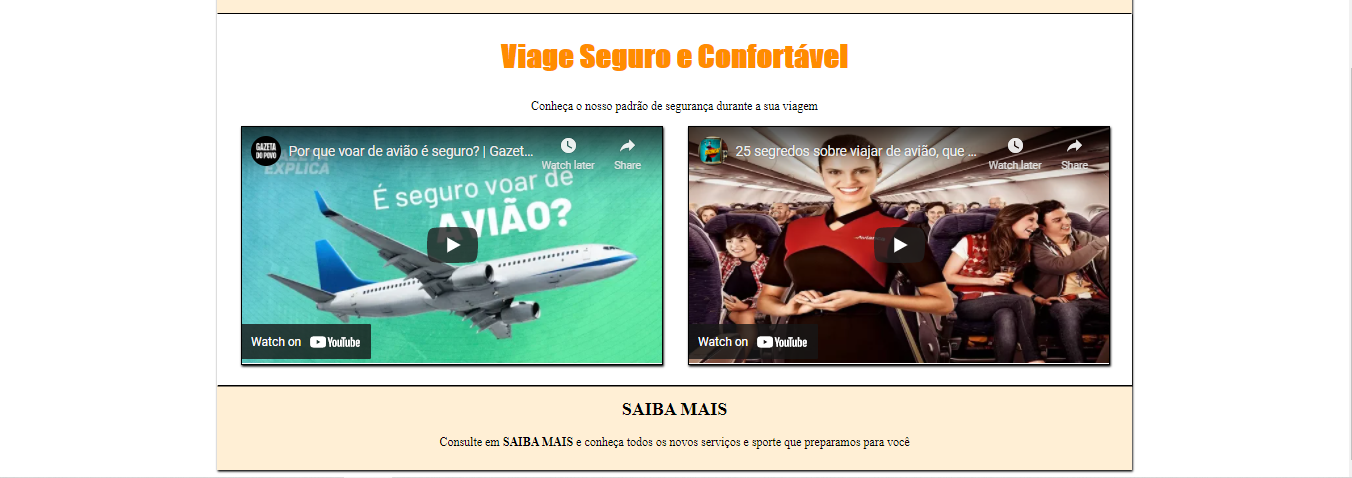 Viage Seguro e Confortável
Conheça o nosso padrão de segurança durante a sua viagem
GAZETA DO POVO
Por que voar de avião é seguro? | Gazet...
Watch later
Share
EXPLICA
É seguro voar de
AVIÃO?
Watch on YouTube
25 segredos sobre viajar de avião, que ...
Watch later
Share
Avianca
Watch on YouTube
SAIBA MAIS
Consulte em SAIBA MAIS e conheça todos os novos serviços e sporte que preparamos para você